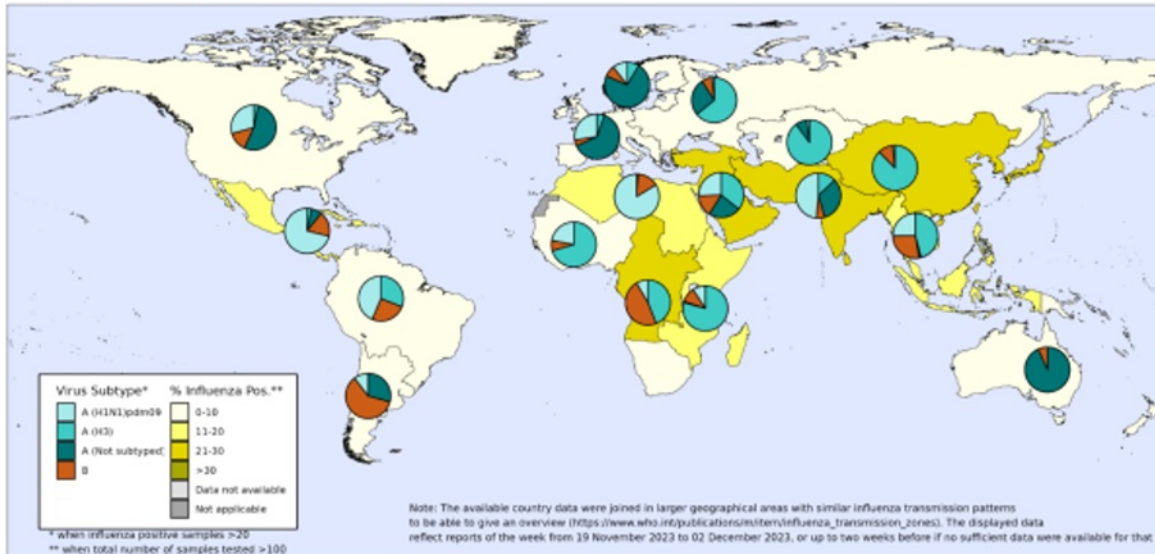 Virus Subtype*
A (H1N1)pdm09
A (H3)
A (Not subtyped)
B
% Influenza Pos.**
0-10
11-20
21-30
>30
Data not available
Not applicable
* when influenza positive samples >20
** when total number of samples tested >100
Note: The available country data were joined in larger geographical areas with similar influenza transmission patterns
to be able to give an overview (https://www.who.int/publications/m/item/influenza_transmission_zones). The displayed data
reflect reports of the week from 19 November 2023 to 02 December 2023, or up to two weeks before if no sufficient data were available for that